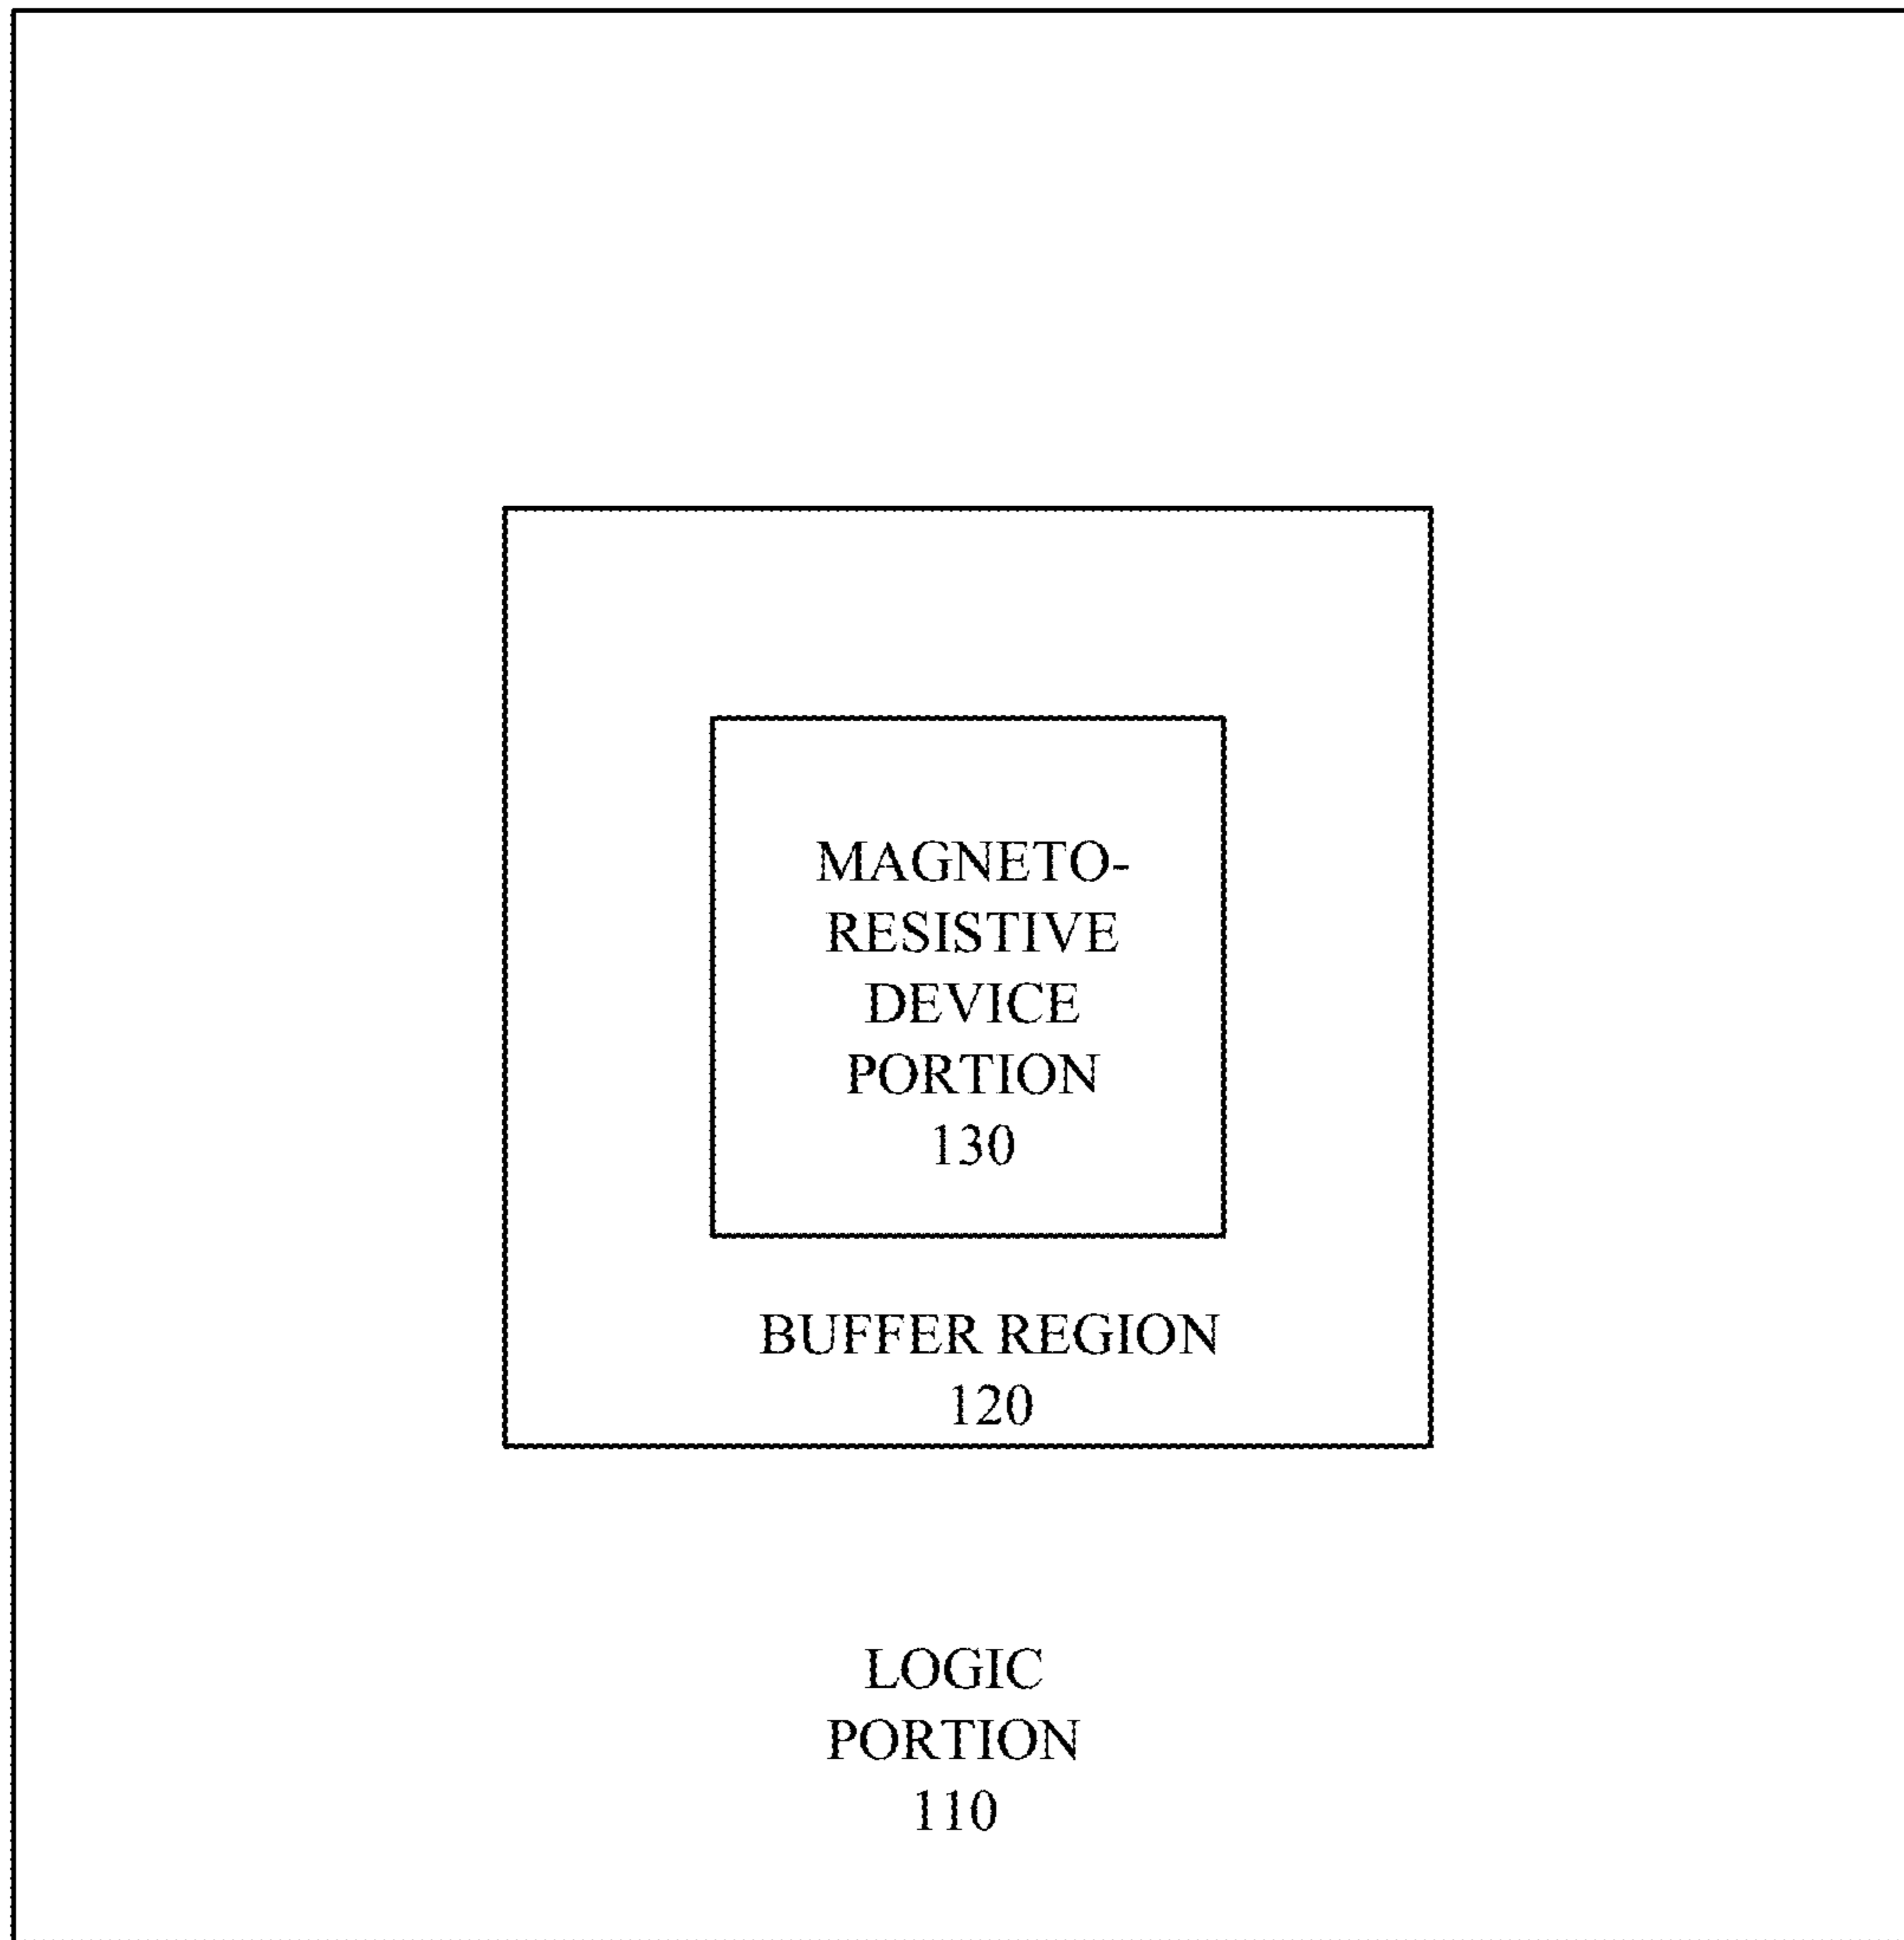 MAGNETO-
RESISTIVE
DEVICE
PORTION
130
BUFFER REGION
120
LOGIC
PORTION
110